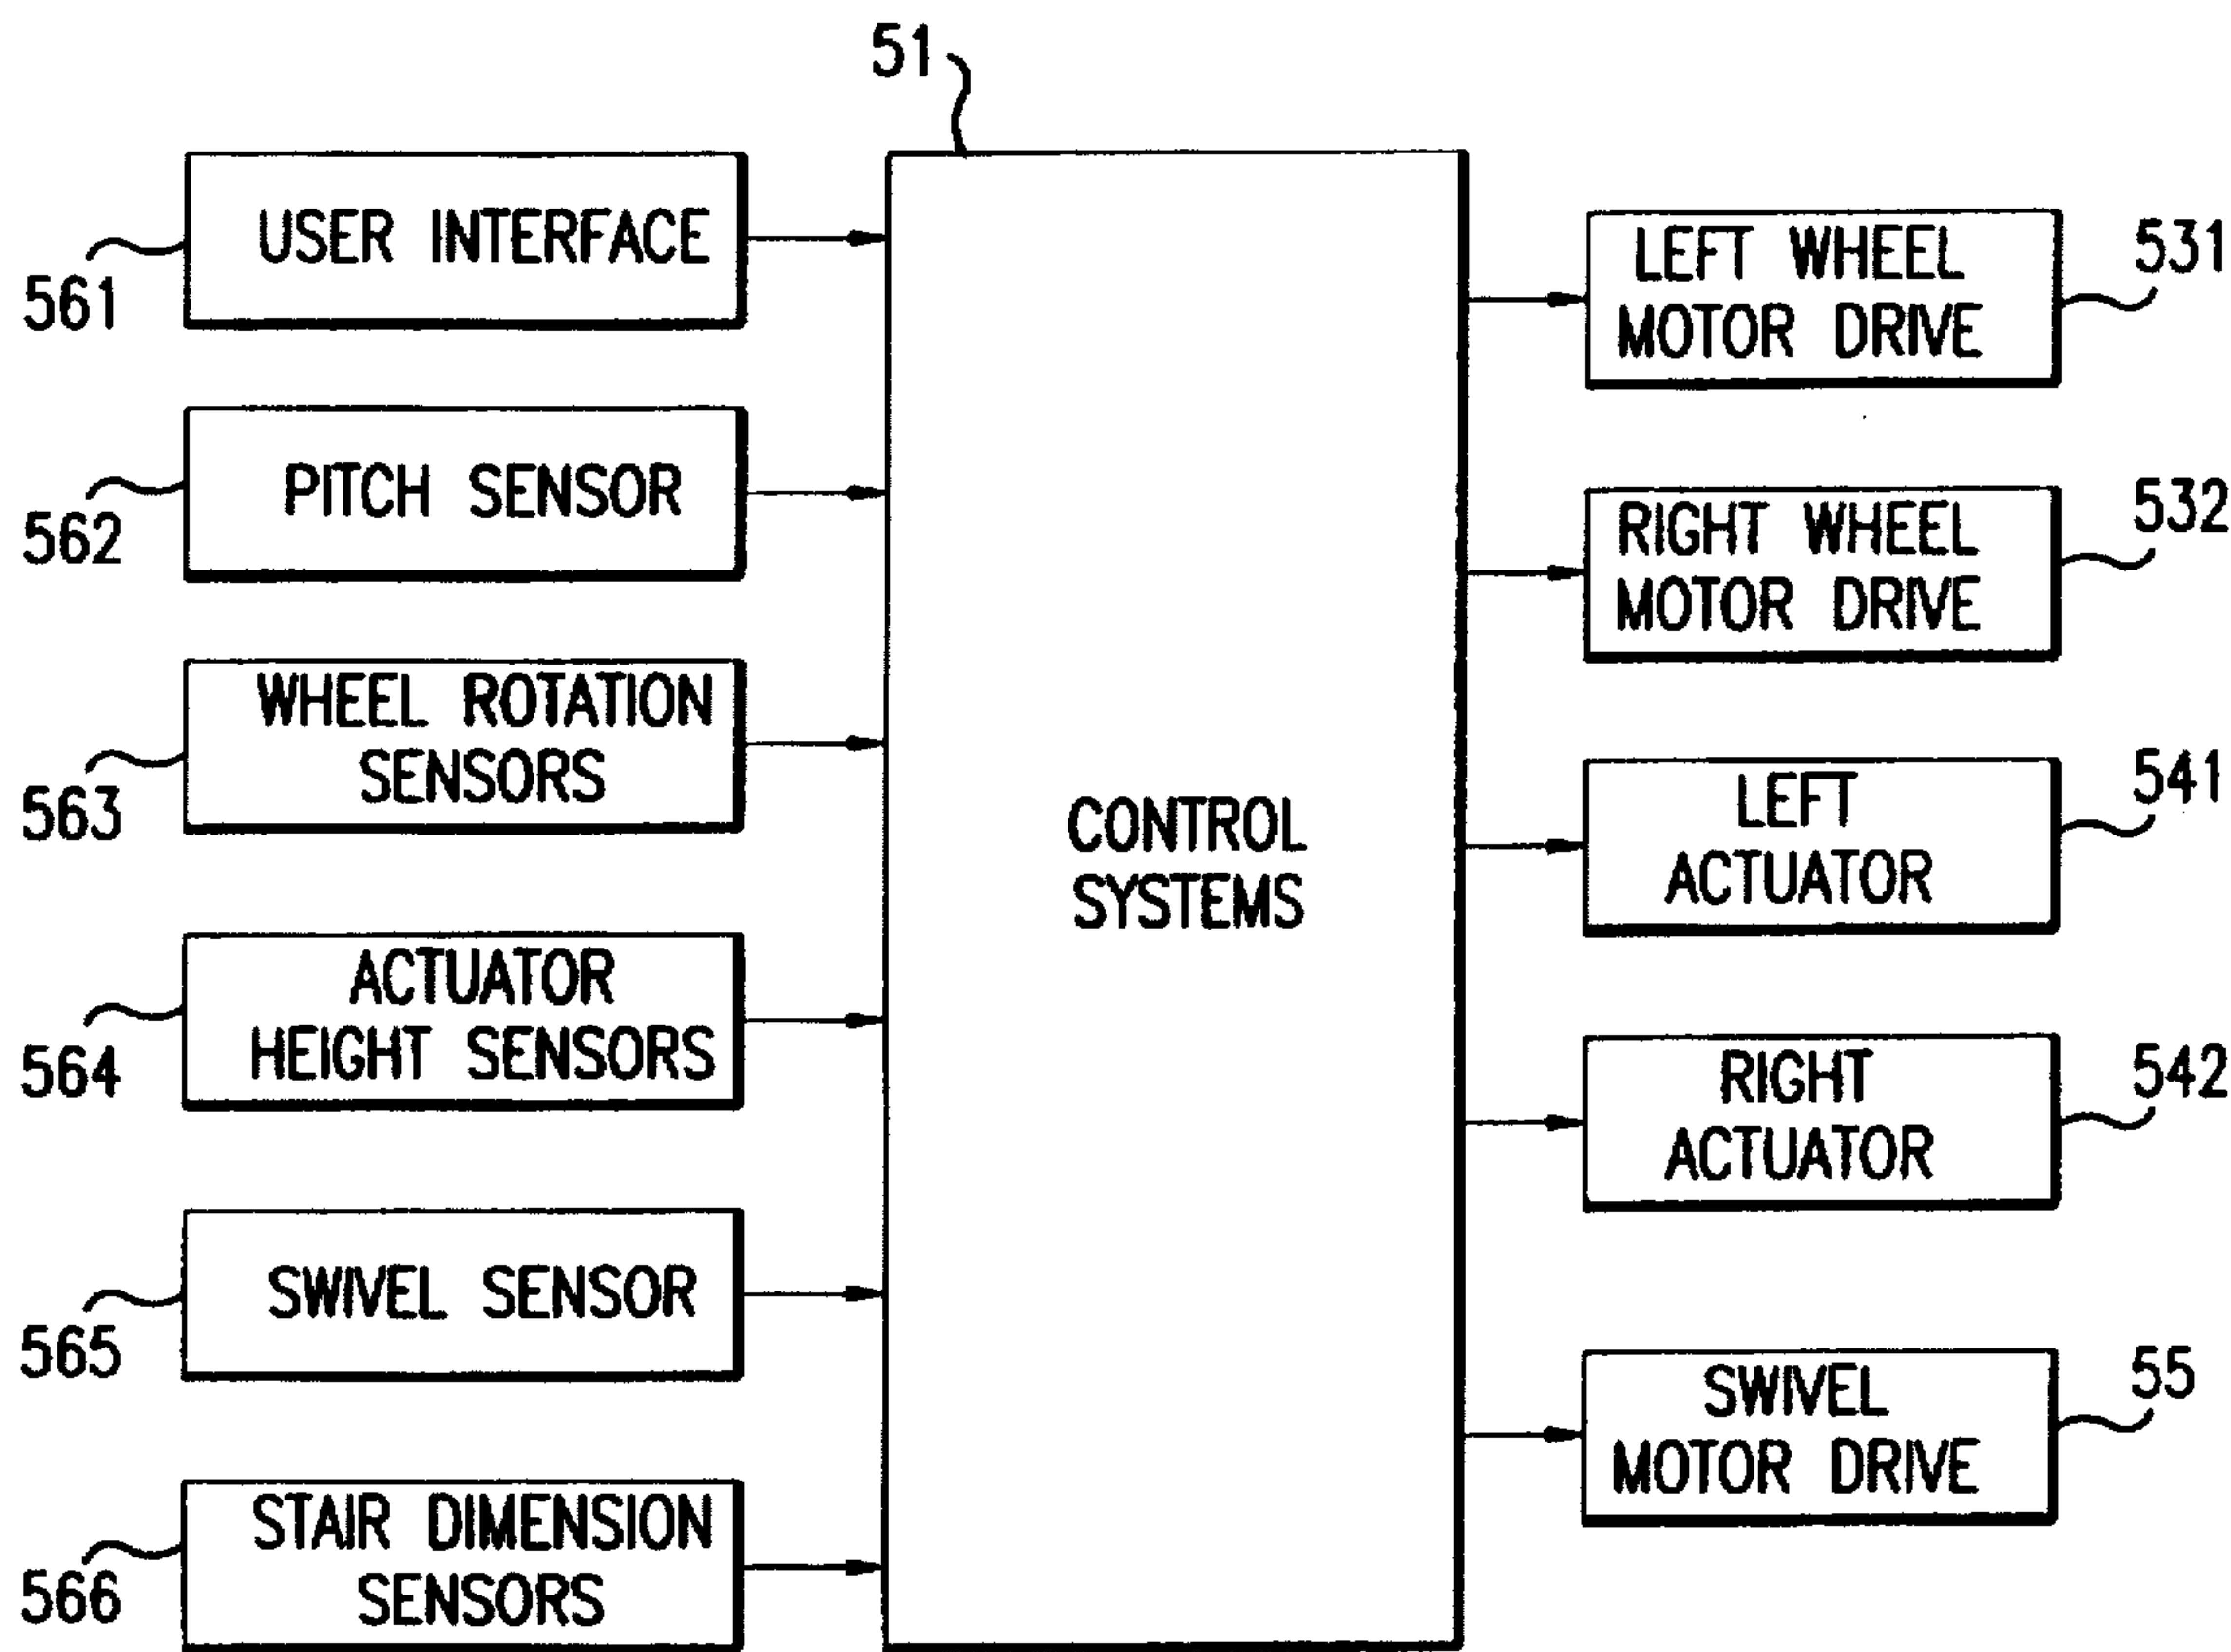 51
USER INTERFACE
561
PITCH SENSOR
562
WHEEL ROTATION
SENSORS
563
ACTUATOR
HEIGHT SENSORS
564
SWIVEL SENSOR
565
STAIR DIMENSION
SENSORS
566
CONTROL
SYSTEMS
LEFT WHEEL
MOTOR DRIVE
531
RIGHT WHEEL
MOTOR DRIVE
532
LEFT
ACTUATOR
541
RIGHT
ACTUATOR
542
SWIVEL
MOTOR DRIVE
55